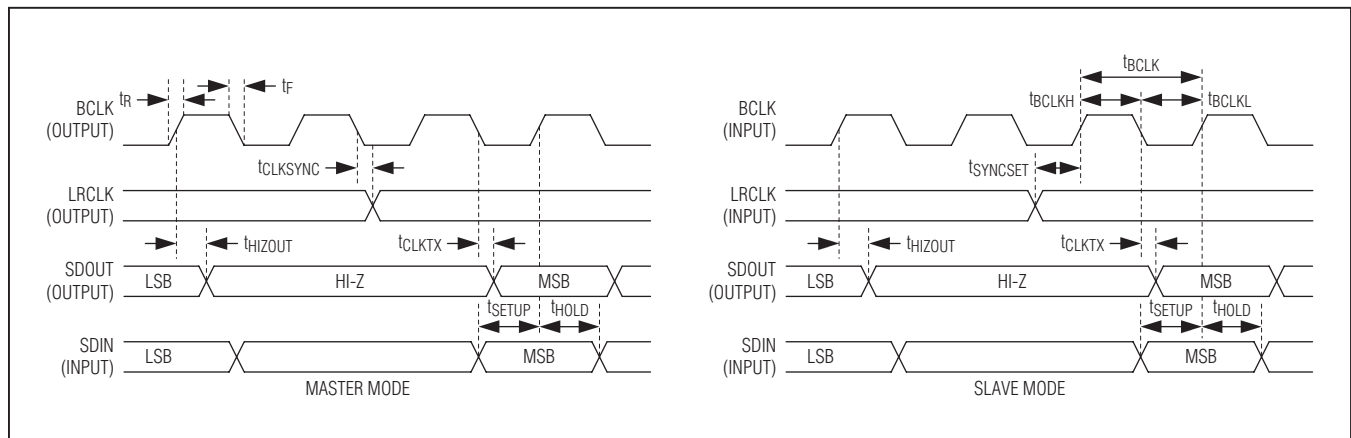 tR
tF
BCLK
(OUTPUT)
tCLKSYNC
LRCLK
(OUTPUT)
tHIZOUT
tCLKTX
SDOUT
(OUTPUT)
LSB
HI-Z
MSB
tSETUP
tHOLD
SDIN
(INPUT)
LSB
MSB
MASTER MODE
tBCLK
tBCLKH
tBCLKL
BCLK
(INPUT)
tSYNCSET
LRCLK
(INPUT)
tHIZOUT
tCLKTX
SDOUT
(OUTPUT)
LSB
HI-Z
MSB
tSETUP
tHOLD
SDIN
(INPUT)
LSB
MSB
SLAVE MODE